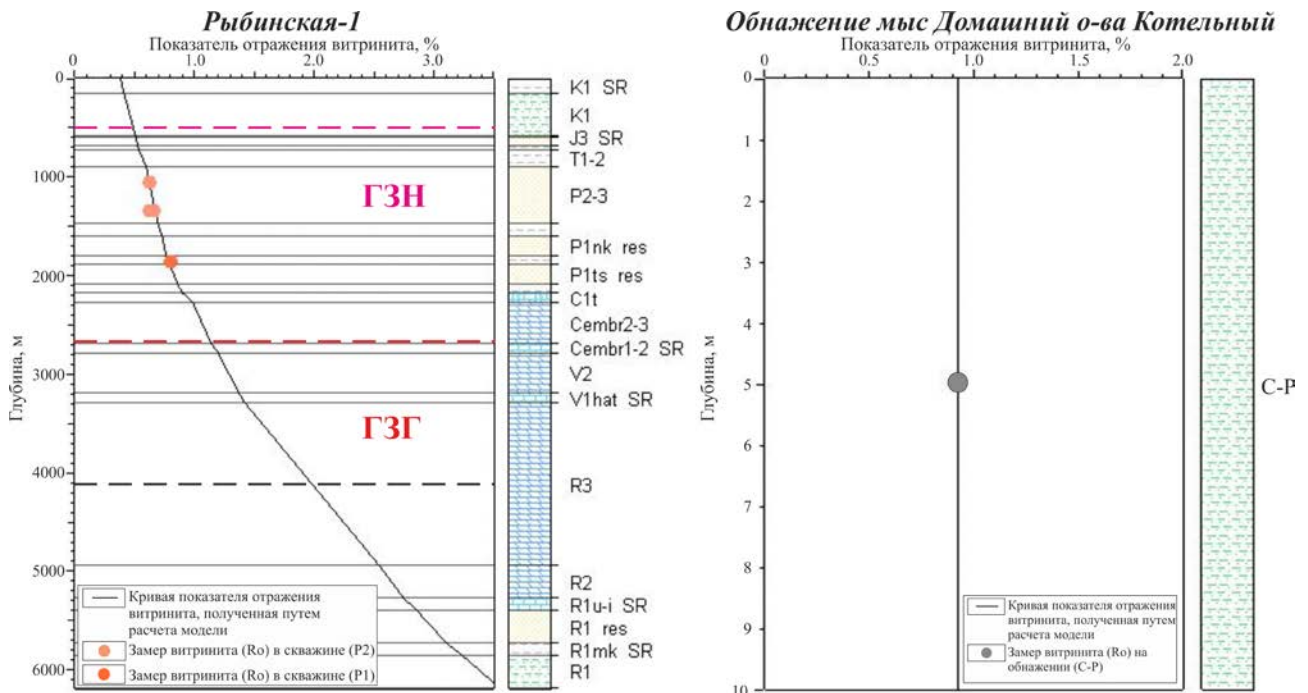 Рыбинская-1
Показатель отражения витринита, %
0 1.0 2.0 3.0
0
1000
2000
3000
4000
5000
6000
Глубина, м
ГЗН
ГЗГ
K1 SR
K1
J3 SR
T1-2
P2-3
P1nk res
P1ts res
C1t
Cembr2-3
Cembr1-2 SR
V2
V1hat SR
R3
R2
R1u-i SR
R1 res
R1mk SR
R1
Кривая показателя отражения
витринита, полученная путем
расчета модели
Замер витринита (Ro) в скважине (P2)
Замер витринита (Ro) в скважине (P1)
Обнажение мыс Домашний о-ва Котельный
Показатель отражения витринита, %
0 0.5 1.0 1.5 2.0
0
1
2
3
4
5
6
7
8
9
10
Глубина, м
C-P
Кривая показателя отражения
витринита, полученная путем
расчета модели
Замер витринита (Ro) на
обнажении (C-P)